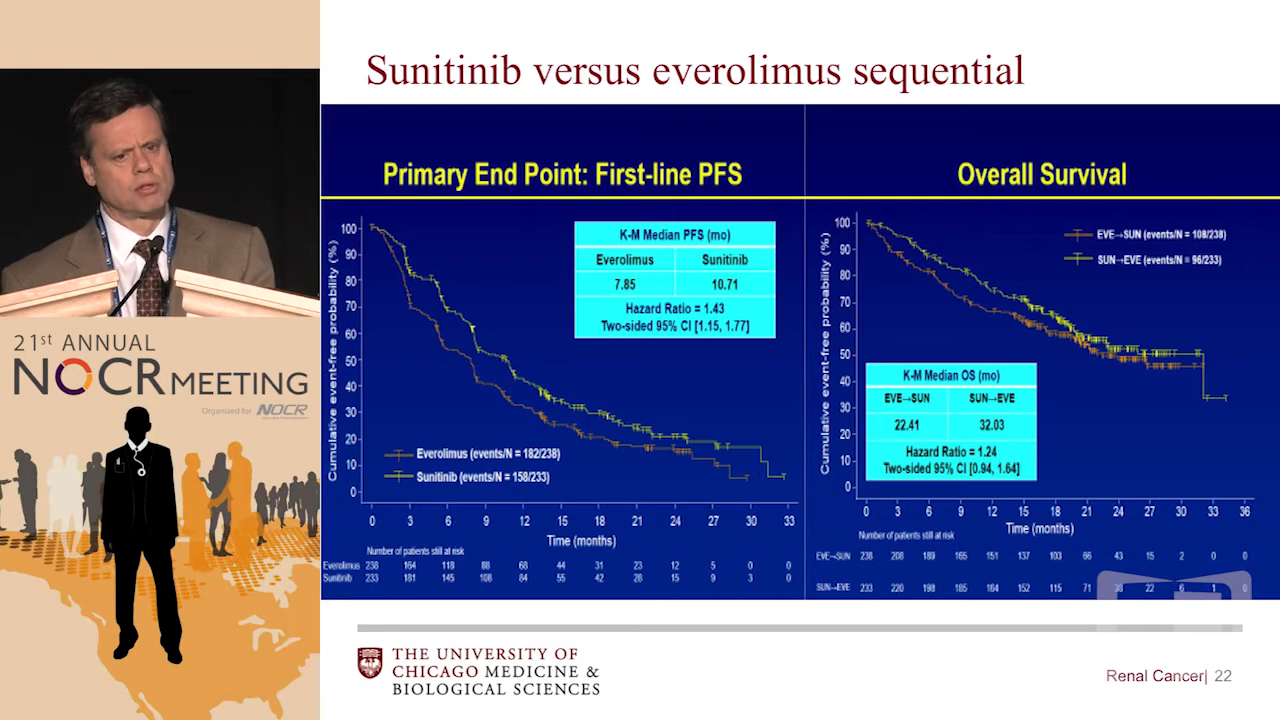 Sunitinib versus everolimus sequential
Primary End Point: First-line PFS
Cumulative event-free probability (%)
100
90
80
70
60
50
40
30
20
10
0
K-M Median PFS (mo)
Everolimus Sunitinib
7.85 10.71
Hazard Ratio = 1.43
Two-sided 95% CI [1.15, 1.77]
Everolimus (events/N = 182/238)
Sunitinib (events/N = 158/233)
0 3 6 9 12 15 18 21 24 27 30 33
Time (months)
Number of patients still at risk
Everolimus 238 164 118 88 68 44 31 23 12 5 0 0
Sunitinib 233 181 145 108 84 55 42 28 15 9 3 0
Overall Survival
Cumulative event-free probability (%)
100
90
80
70
60
50
40
30
20
10
0
EVE→SUN (events/N = 108/238)
SUN→EVE (events/N = 96/233)
K-M Median OS (mo)
EVE→SUN SUN→EVE
22.41 32.03
Hazard Ratio = 1.24
Two-sided 95% CI [0.94, 1.64]
0 3 6 9 12 15 18 21 24 27 30 33 36
Time (months)
Number of patients still at risk
EVE→SUN 238 208 189 165 151 137 103 66 43 15 2 0 0
SUN→EVE 233 220 198 185 164 152 115 71 22 6 1 0
21st ANNUAL
NOCR MEETING
Organized for NOCR
THE UNIVERSITY OF
CHICAGO MEDICINE &
BIOLOGICAL SCIENCES
Renal Cancer| 22